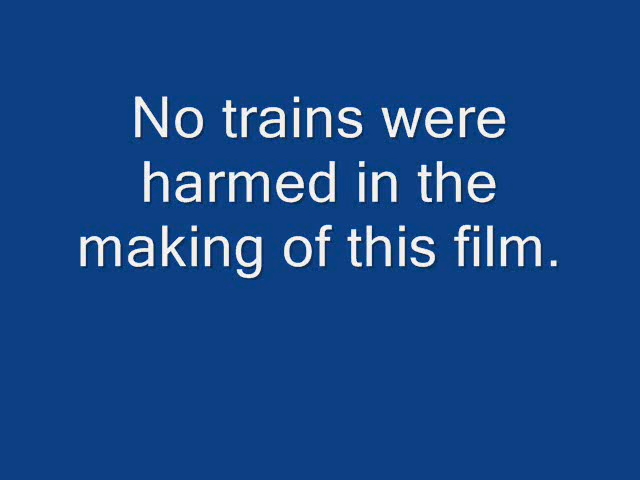 No trains were
harmed in the
making of this film.